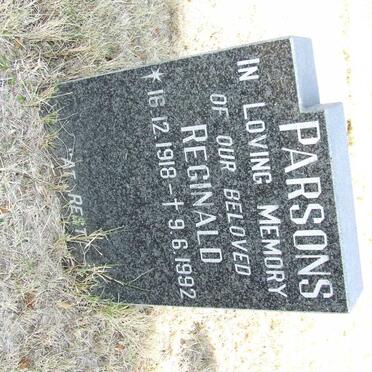 PARSONS
IN LOVING MEMORY
OF OUR BELOVED
REGINALD
* 16.12.1918 - † 9.6.1992
AT REST